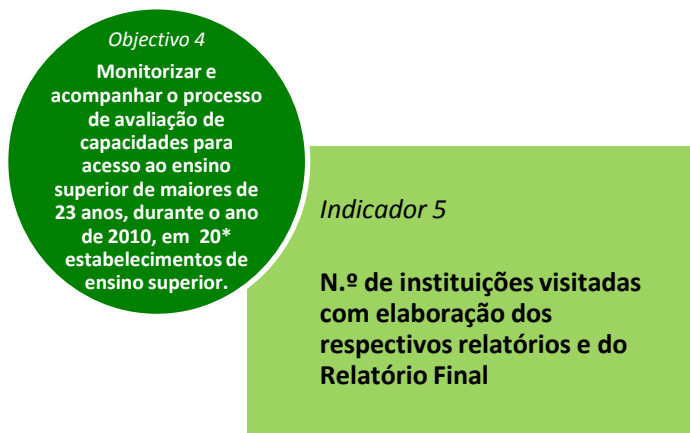 Objectivo 4
Monitorizar e
acompanhar o processo
de avaliação de
capacidades para
acesso ao ensino
superior de maiores de
23 anos, durante o ano
de 2010, em 20*
estabelecimentos de
ensino superior.
Indicador 5
N.º de instituições visitadas
com elaboração dos
respectivos relatórios e do
Relatório Final